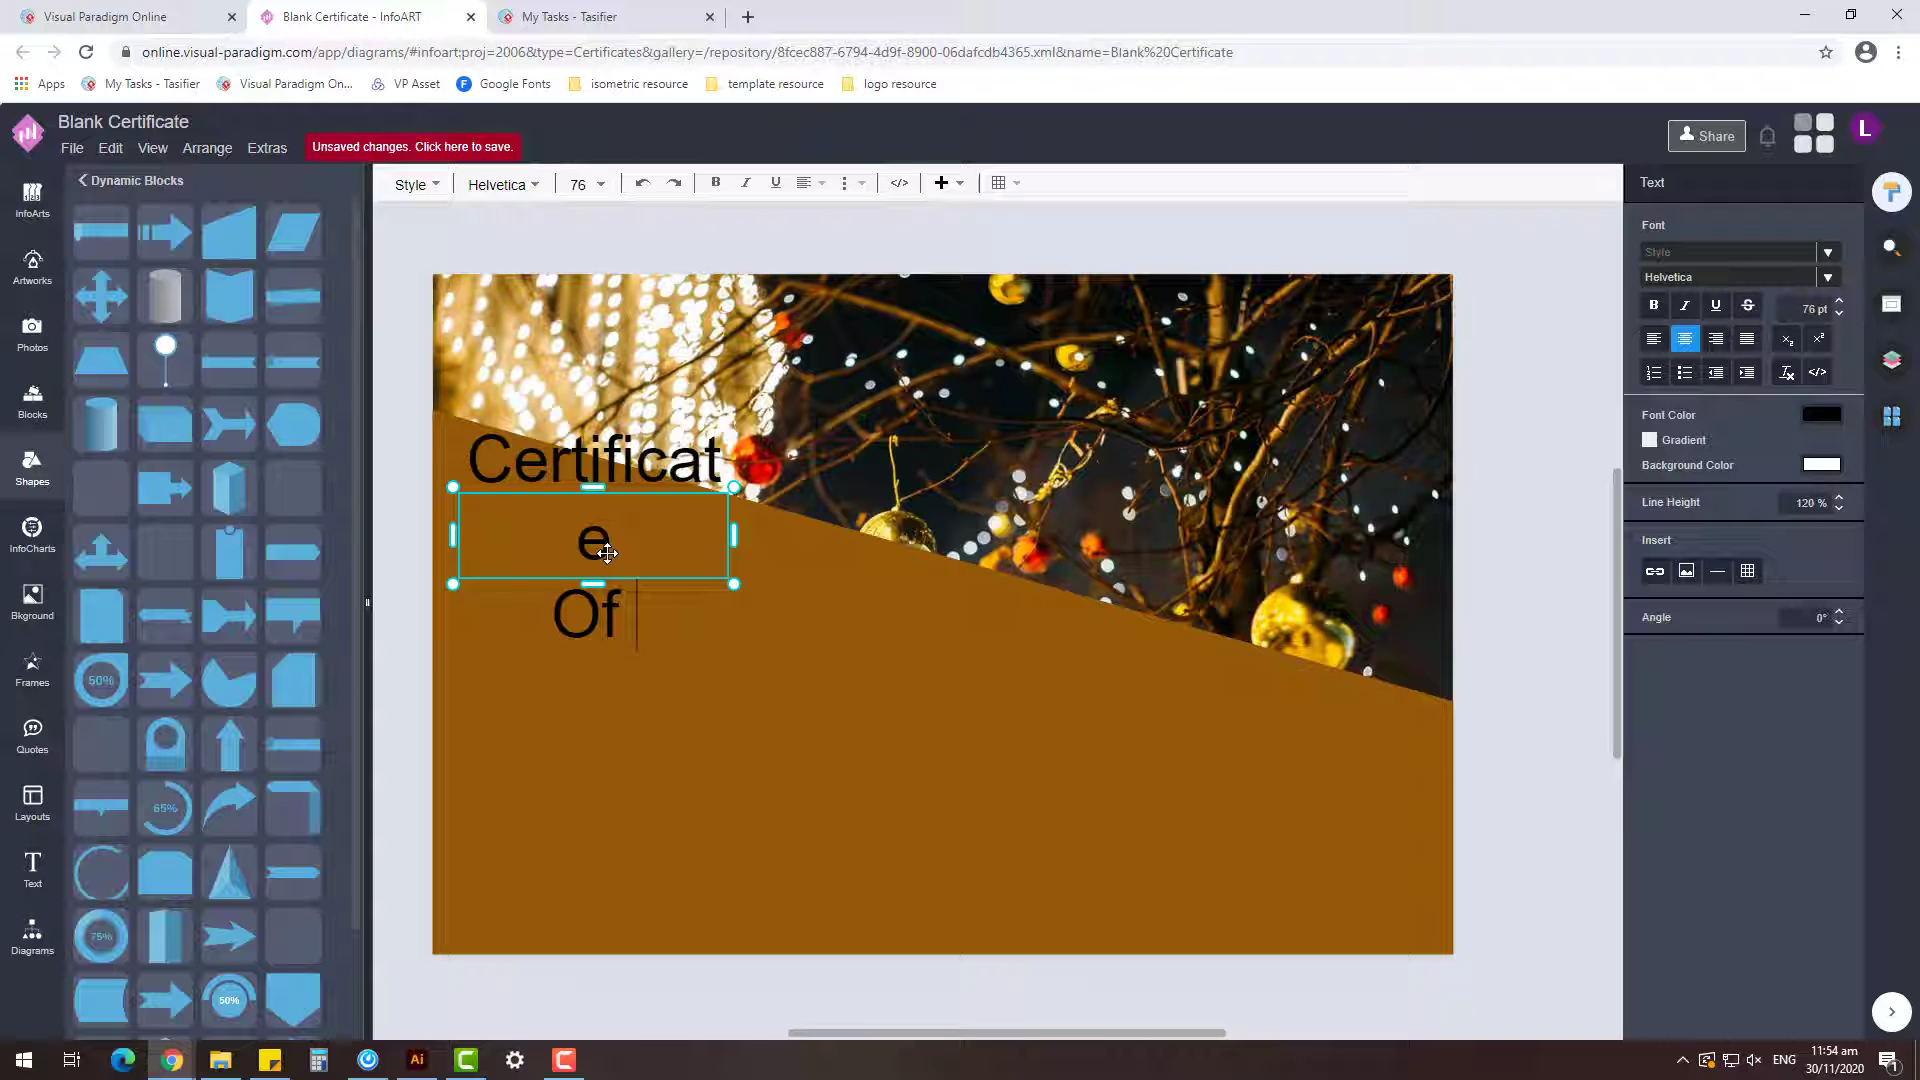 Visual Paradigm Online
Blank Certificate - InfoART
My Tasks - Tasifier
online.visual-paradigm.com/app/diagrams/#infoart:proj=2006&type=Certificates&gallery=/repository/8fcec887-6794-4d9f-8900-06dafcdb4365.xml&name=Blank%20Certificate
Apps
My Tasks - Tasifier
Visual Paradigm On...
VP Asset
Google Fonts
isometric resource
template resource
logo resource
Blank Certificate
File Edit View Arrange Extras
Unsaved changes. Click here to save.
Share
L
InfoArts
Artworks
Photos
Blocks
Shapes
InfoCharts
Bkground
Frames
Quotes
Layouts
Text
Diagrams
Dynamic Blocks
50%
65%
75%
50%
Style Helvetica 76
Certificat
e
Of
Text
Font
Style
Helvetica
76 pt
Font Color
Gradient
Background Color
Line Height 120 %
Insert
Angle 0°
Ai
ENG
11:54 am
30/11/2020
1